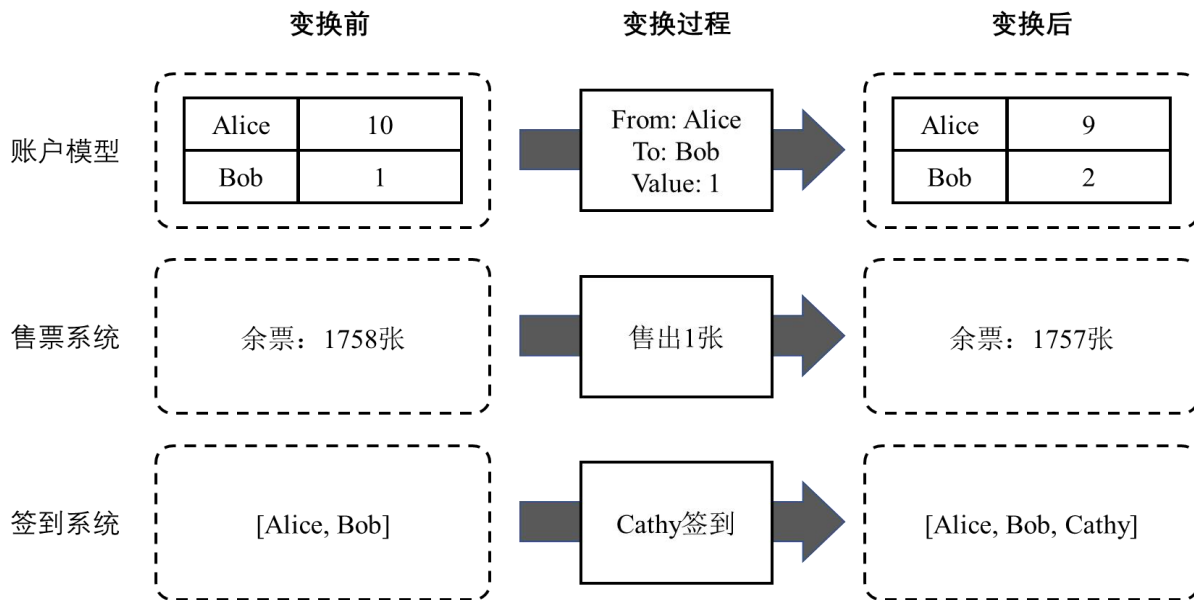 变换前 变换过程 变换后
账户模型
Alice 10
Bob 1
From: Alice
To: Bob
Value: 1
Alice 9
Bob 2
售票系统
余票：1758张
售出1张
余票：1757张
签到系统
[Alice, Bob]
Cathy签到
[Alice, Bob, Cathy]